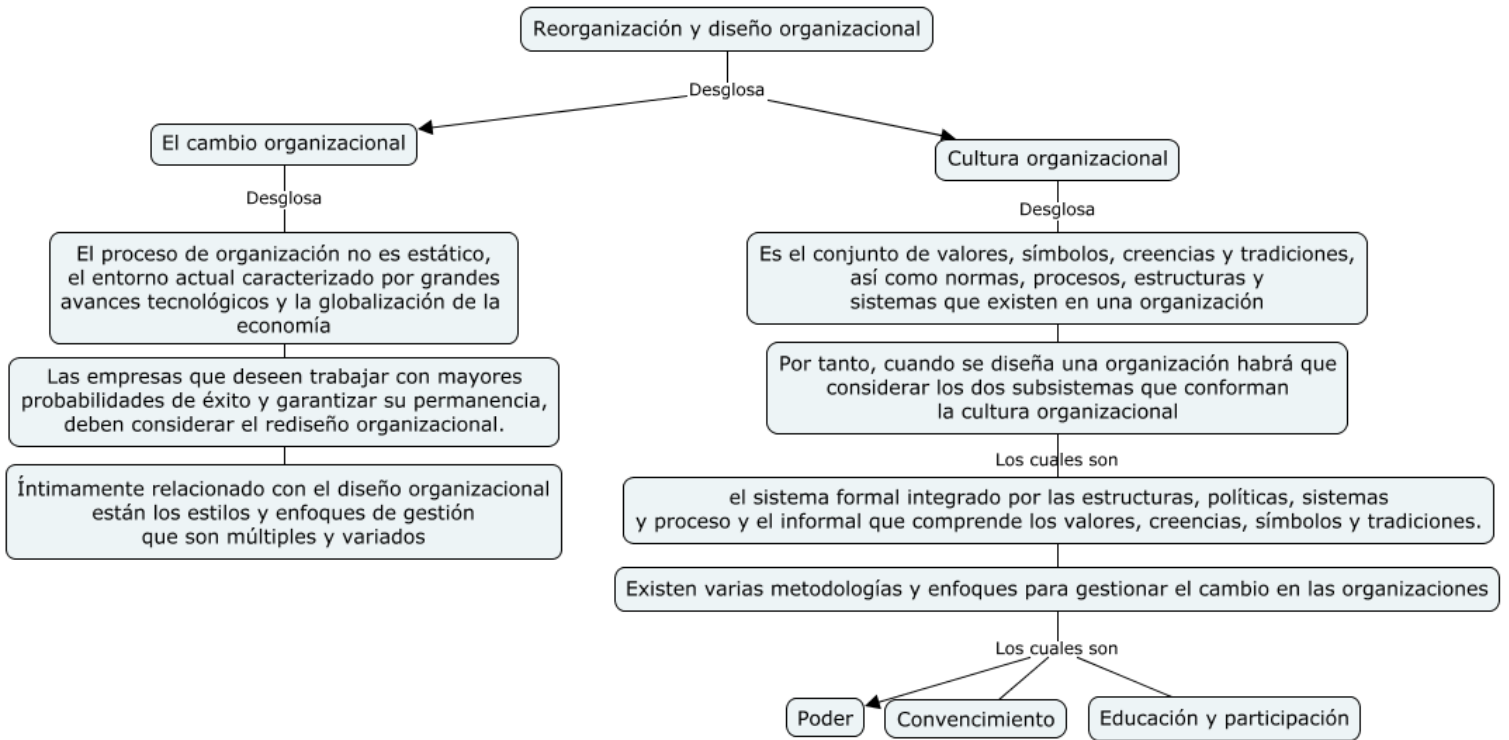 Reorganización y diseño organizacional
Desglosa
El cambio organizacional
Desglosa
El proceso de organización no es estático,
el entorno actual caracterizado por grandes
avances tecnológicos y la globalización de la
economía
Las empresas que deseen trabajar con mayores
probabilidades de éxito y garantizar su permanencia,
deben considerar el rediseño organizacional.
Íntimamente relacionado con el diseño organizacional
están los estilos y enfoques de gestión
que son múltiples y variados
Cultura organizacional
Desglosa
Es el conjunto de valores, símbolos, creencias y tradiciones,
así como normas, procesos, estructuras y
sistemas que existen en una organización
Por tanto, cuando se diseña una organización habrá que
considerar los dos subsistemas que conforman
la cultura organizacional
Los cuales son
el sistema formal integrado por las estructuras, políticas, sistemas
y proceso y el informal que comprende los valores, creencias, símbolos y tradiciones.
Existen varias metodologías y enfoques para gestionar el cambio en las organizaciones
Los cuales son
Poder
Convencimiento
Educación y participación